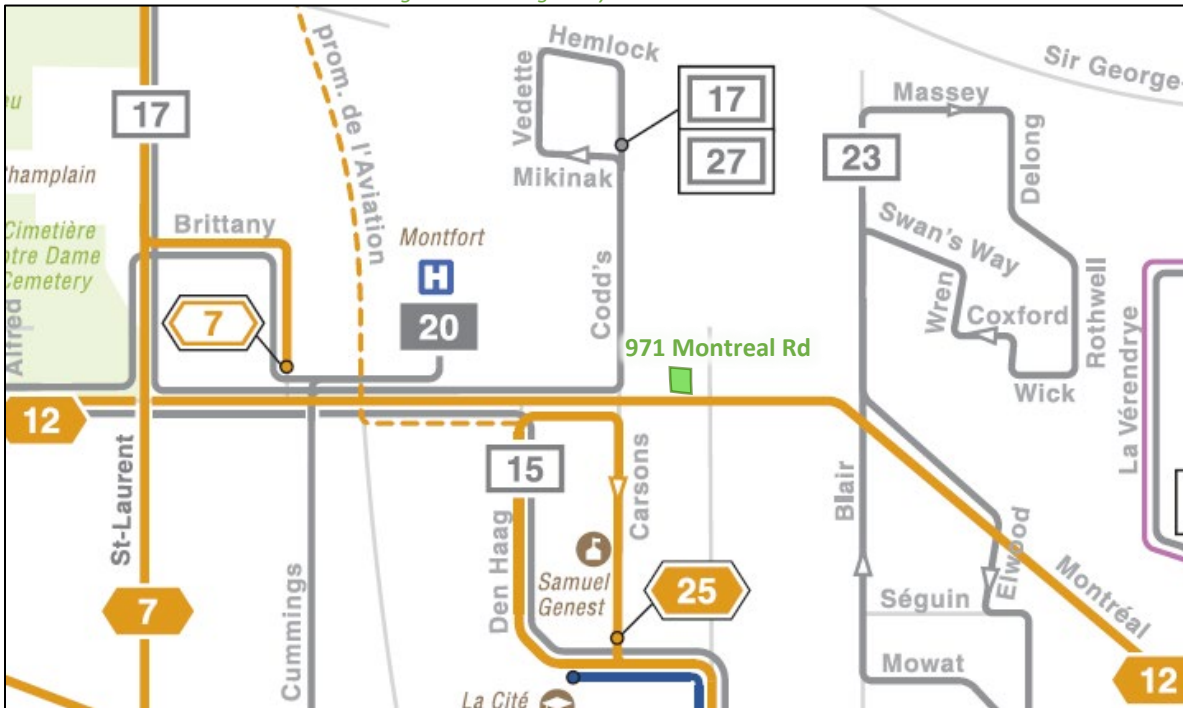 Hemlock
Sir George-
prom. de l'Aviation
Vedette
17
17
Massey
27
23
Delong
Champlain
Mikinak
Brittany
Cimetière
Notre Dame
Cemetery
Montfort
H
Swan's Way
Codd's
Wren
Coxford
Rothwell
Alfred
7
20
971 Montreal Rd
Wick
La Vérendrye
12
St-Laurent
15
Carsons
Blair
Den Haag
Elwood
Samuel
Genest
25
Séguin
Montréal
7
Cummings
Mowat
12
La Cité